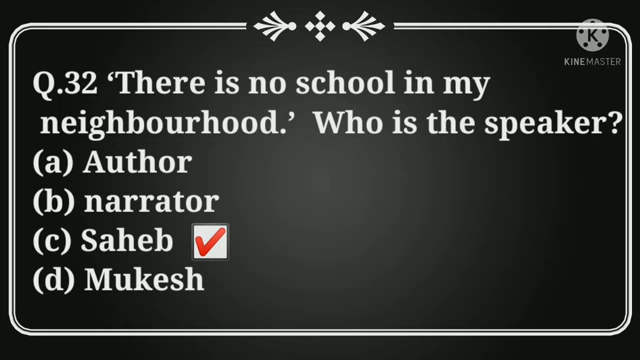 K
KINEMASTER
Q.32 ‘There is no school in my
neighbourhood.’ Who is the speaker?
(a) Author
(b) narrator
(c) Saheb
(d) Mukesh